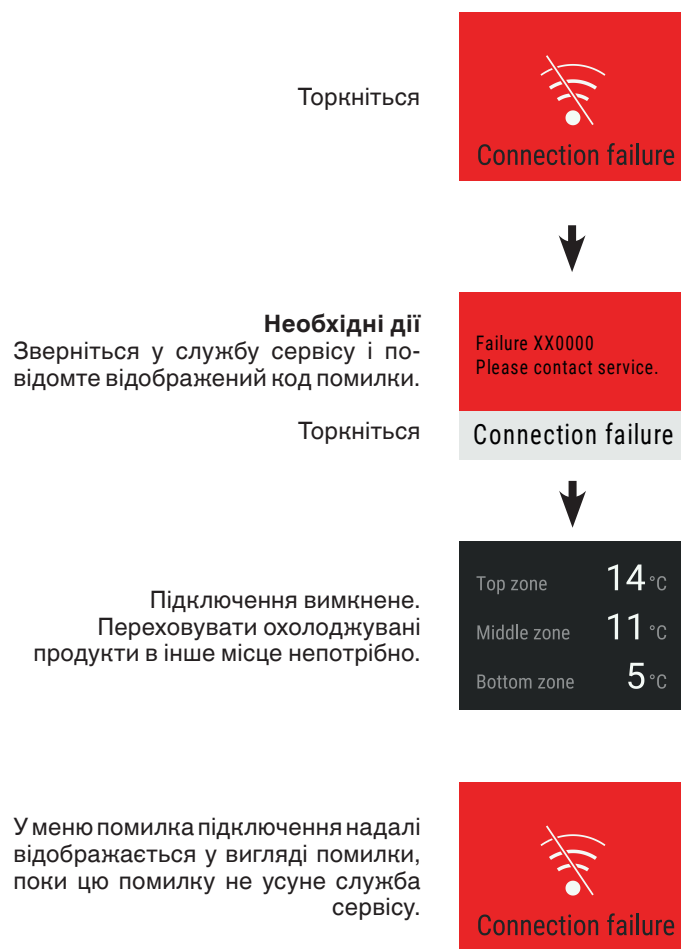 Торкніться
Connection failure
Необхідні дії
Зверніться у службу сервісу і по-
відомте відображений код помилки.
Failure XX0000
Please contact service.
Торкніться
Connection failure
Підключення вимкнене.
Переховувати охолоджувані
продукти в інше місце непотрібно.
Top zone 14 °C
Middle zone 11 °C
Bottom zone 5 °C
У меню помилка підключення надалі
відображається у вигляді помилки,
поки цю помилку не усуне служба
сервісу.
Connection failure